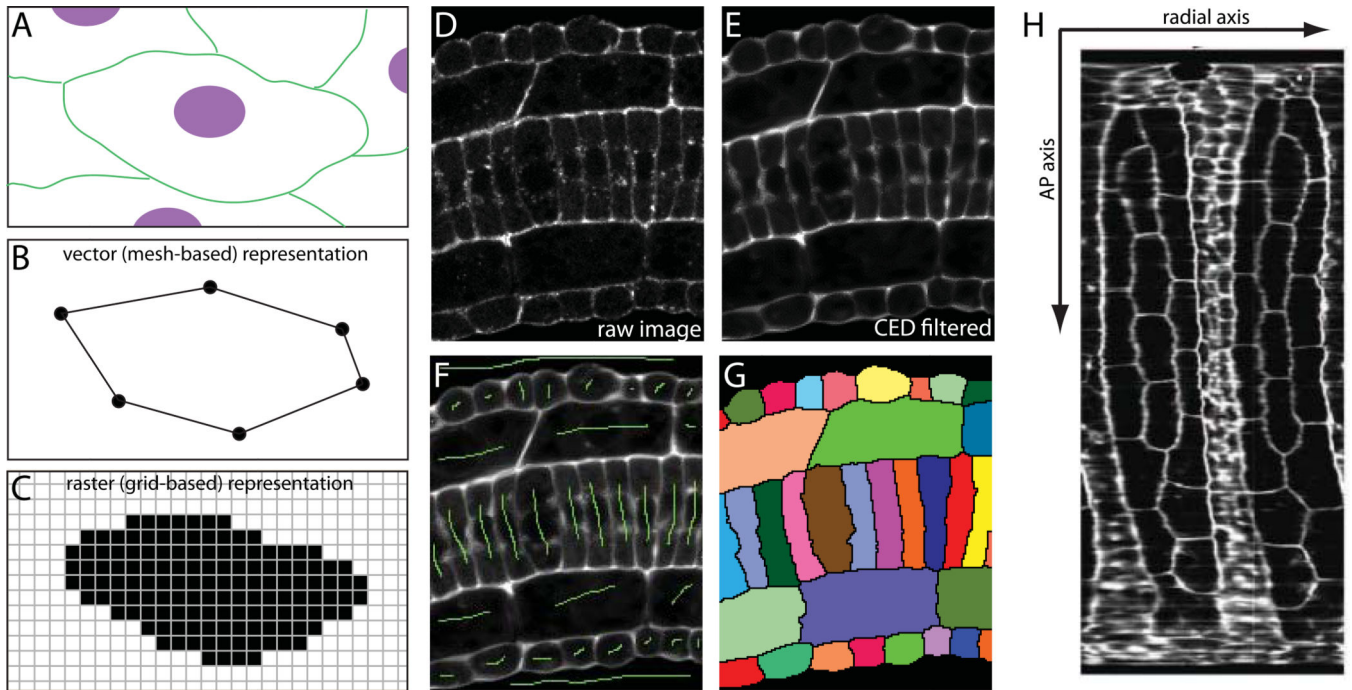 A
B
vector (mesh-based) representation
C
raster (grid-based) representation
D
raw image
E
CED filtered
F
G
H
radial axis
AP axis